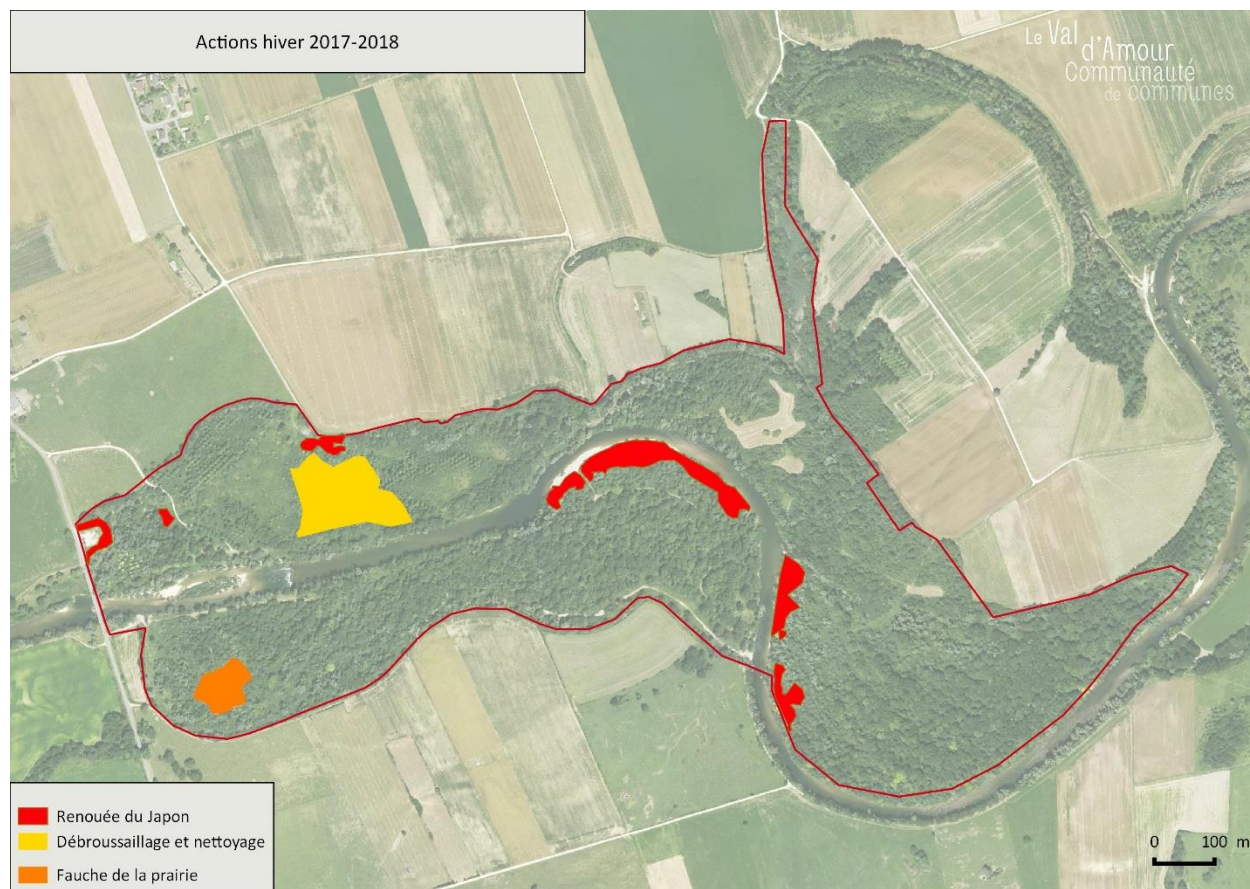 Actions hiver 2017-2018
Le Val
d'Amour
Communauté
de communes
Renouée du Japon
Débroussaillage et nettoyage
Fauche de la prairie
0 100 m